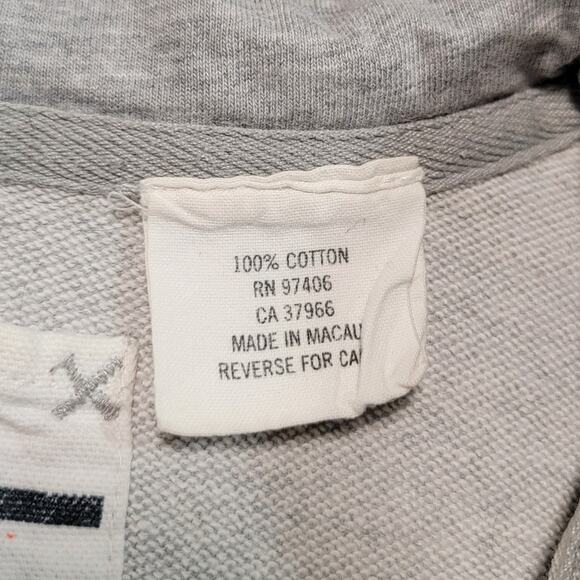 100% COTTON
RN 97406
CA 37966
MADE IN MACAU
REVERSE FOR CA